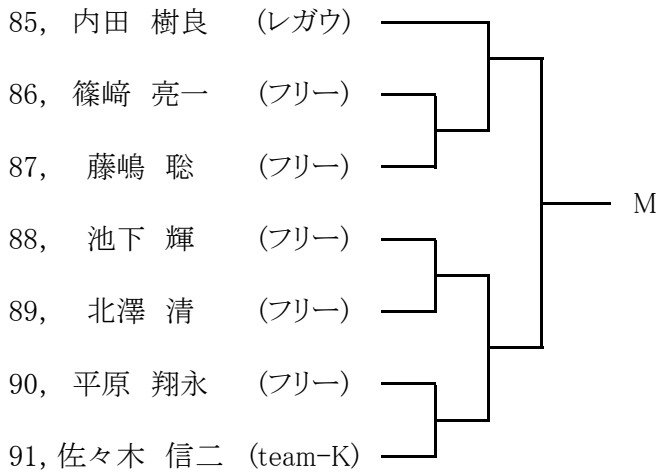 85, 内田 樹良 (レガウ)
86, 篠﨑 亮一 (フリー)
87, 藤嶋 聡 (フリー)
M
88, 池下 輝 (フリー)
89, 北澤 清 (フリー)
90, 平原 翔永 (フリー)
91, 佐々木 信二 (team-K)